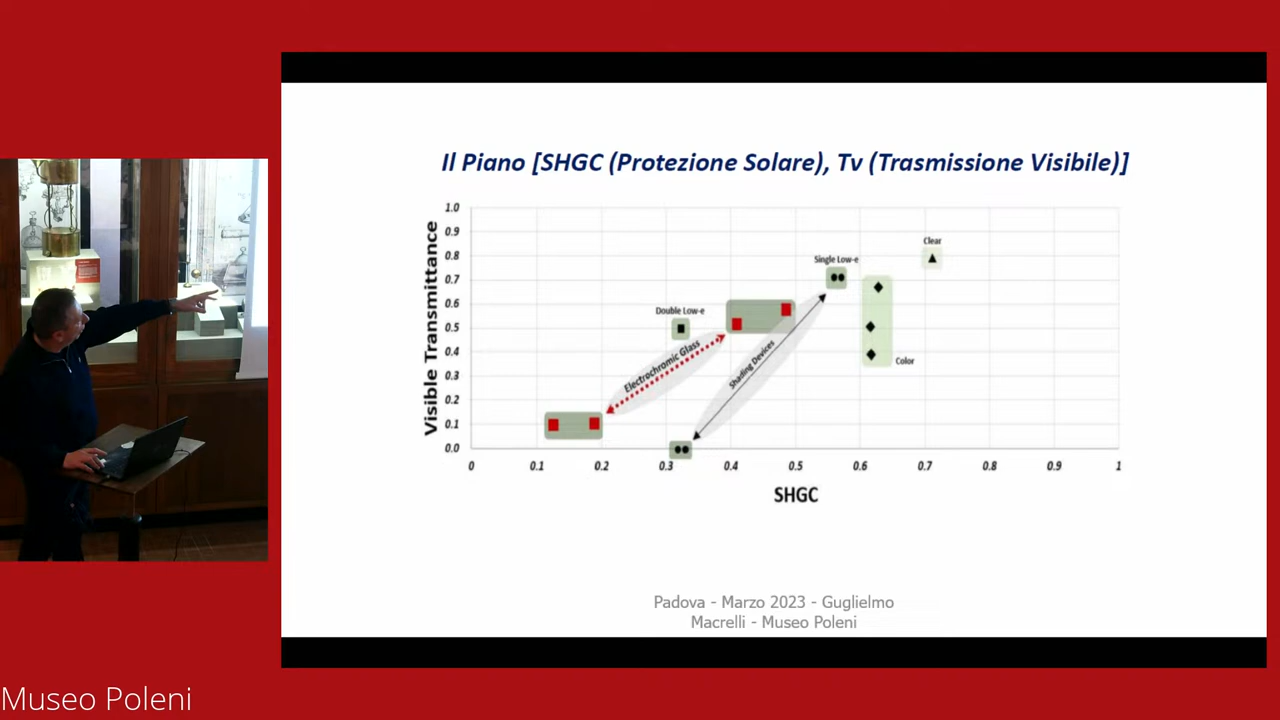 Il Piano [SHGC (Protezione Solare), Tv (Trasmissione Visibile)]
Visible Transmittance
1.0
0.9
0.8
0.7
0.6
0.5
0.4
0.3
0.2
0.1
0.0
Clear
Single Low-e
Double Low-e
Electrochromic Glass
Shading Devices
Color
0 0.1 0.2 0.3 0.4 0.5 0.6 0.7 0.8 0.9 1
SHGC
Padova - Marzo 2023 - Guglielmo
Macrelli - Museo Poleni
Museo Poleni